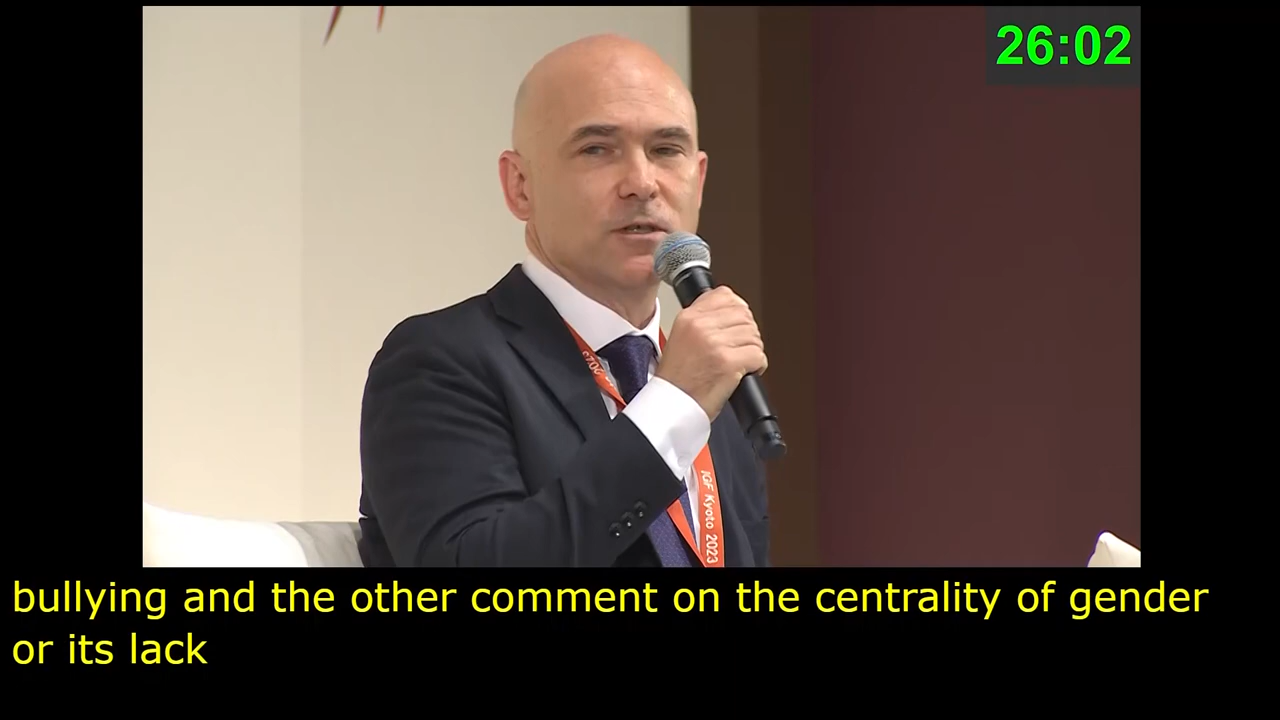 26:02
IGF Kyoto 2023
bullying and the other comment on the centrality of gender
or its lack